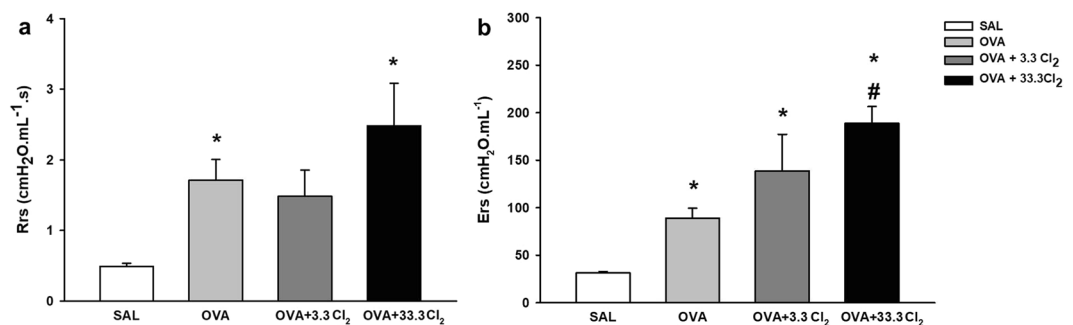 a
Rrs (cmH2O.mL-1.s)
4
3
2
1
0
*
*
SAL
OVA
OVA+3.3 Cl2
OVA+33.3 Cl2
b
Ers (cmH2O.mL-1)
300
250
200
150
100
50
0
*
*
*
#
SAL
OVA
OVA+3.3 Cl2
OVA+33.3 Cl2
SAL
OVA
OVA + 3.3 Cl2
OVA + 33.3Cl2